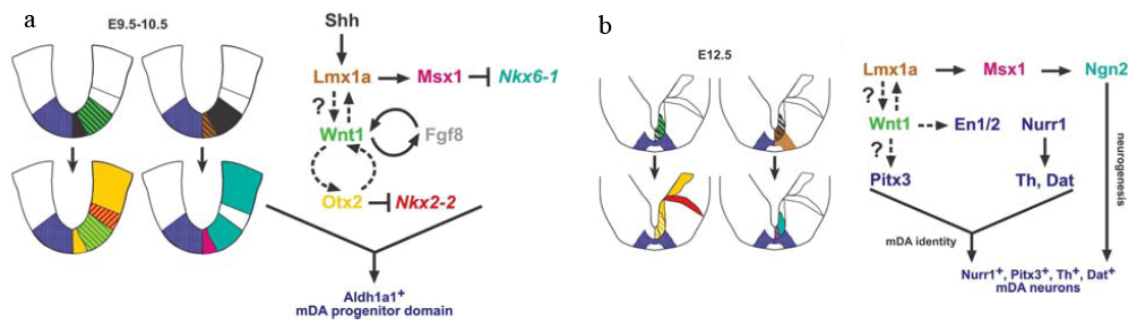 a
E9.5-10.5
Shh
Lmx1a Msx1 Nkx6-1
?
Wnt1 Fgf8
Otx2 Nkx2-2
Aldh1a1+
mDA progenitor domain
b
E12.5
Lmx1a Msx1 Ngn2
?
Wnt1 En1/2 Nurr1
?
Pitx3 Th, Dat
neurogenesis
mDA identity
Nurr1+, Pitx3+, Th+, Dat+
mDA neurons